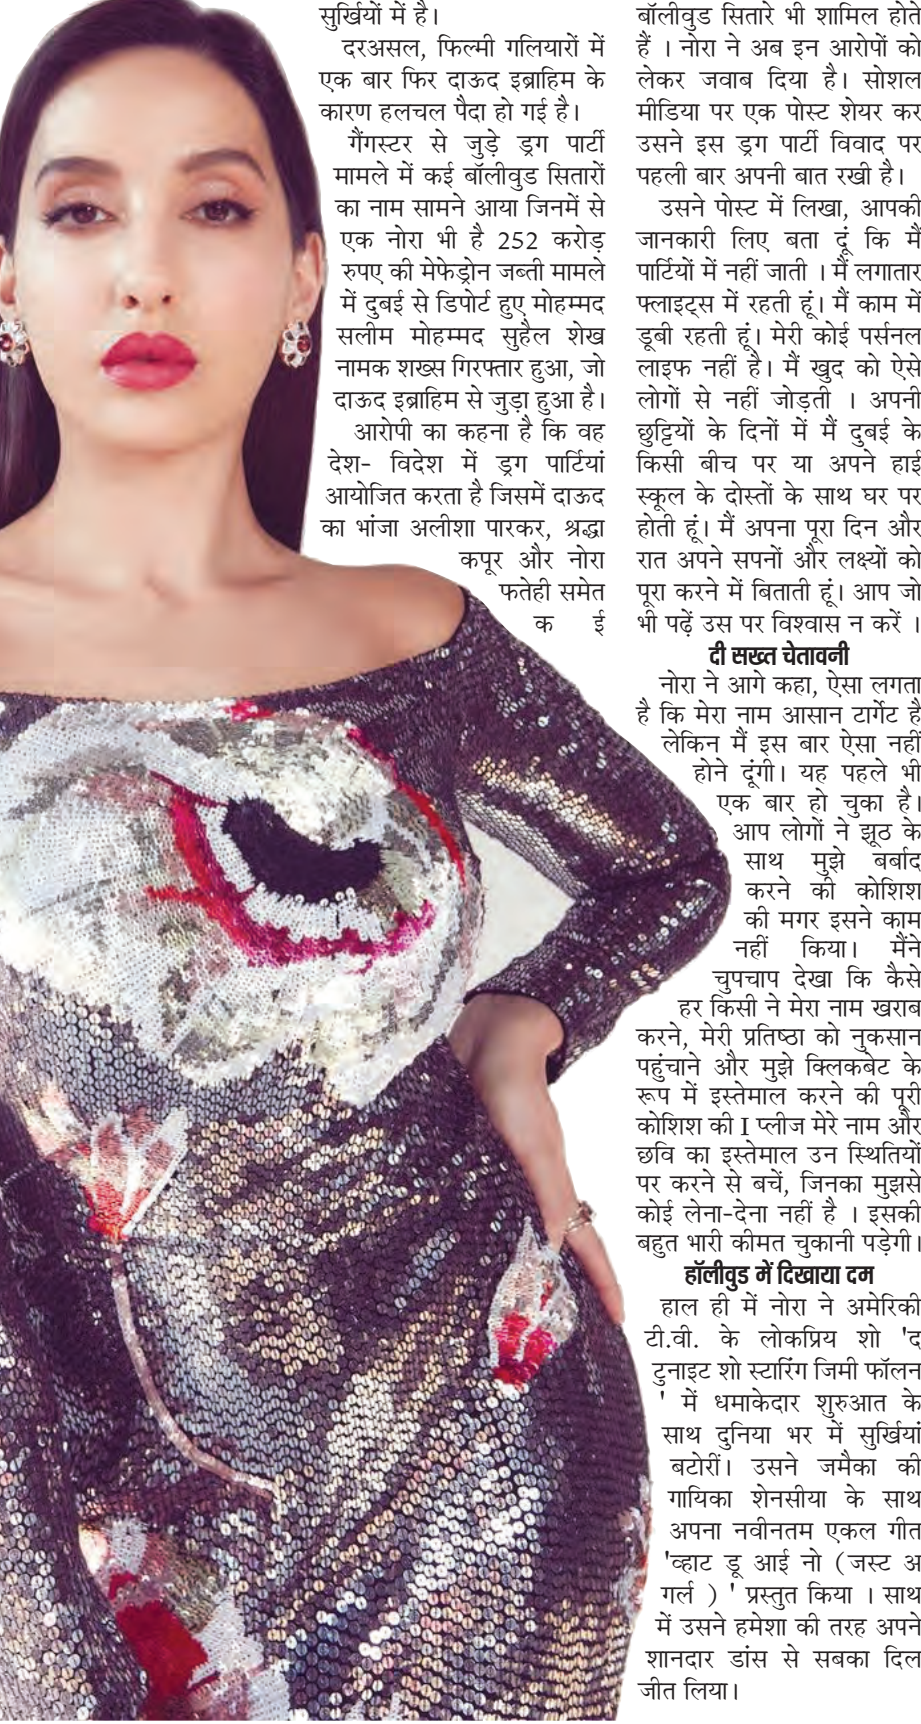 सुर्खियों में है।
दरअसल, फिल्मी गलियारों में
एक बार फिर दाऊद इब्राहिम के
कारण हलचल पैदा हो गई है।
गैंगस्टर से जुड़े ड्रग पार्टी
मामले में कई बॉलीवुड सितारों
का नाम सामने आया जिनमें से
एक नोरा भी है 252 करोड़
रुपए की मेफेड्रोन जब्ती मामले
में दुबई से डिपोर्ट हुए मोहम्मद
सलीम मोहम्मद सुहैल शेख
नामक शख्स गिरफ्तार हुआ, जो
दाऊद इब्राहिम से जुड़ा हुआ है।
आरोपी का कहना है कि वह
देश- विदेश में ड्रग पार्टियां
आयोजित करता है जिसमें दाऊद
का भांजा अलीशा पारकर, श्रद्धा
कपूर और नोरा
फतेही समेत
क ई
बॉलीवुड सितारे भी शामिल होते
हैं । नोरा ने अब इन आरोपों को
लेकर जवाब दिया है। सोशल
मीडिया पर एक पोस्ट शेयर कर
उसने इस ड्रग पार्टी विवाद पर
पहली बार अपनी बात रखी है।
उसने पोस्ट में लिखा, आपकी
जानकारी लिए बता दूं कि मैं
पार्टियों में नहीं जाती । मैं लगातार
फ्लाइट्स में रहती हूं। मैं काम में
डूबी रहती हूं। मेरी कोई पर्सनल
लाइफ नहीं है। मैं खुद को ऐसे
लोगों से नहीं जोड़ती । अपनी
छुट्टियों के दिनों में मैं दुबई के
किसी बीच पर या अपने हाई
स्कूल के दोस्तों के साथ घर पर
होती हूं। मैं अपना पूरा दिन और
रात अपने सपनों और लक्ष्यों को
पूरा करने में बिताती हूं। आप जो
भी पढ़ें उस पर विश्वास न करें ।
दी सख्त चेतावनी
नोरा ने आगे कहा, ऐसा लगता
है कि मेरा नाम आसान टार्गेट है
लेकिन मैं इस बार ऐसा नहीं
होने दूंगी। यह पहले भी
एक बार हो चुका है।
आप लोगों ने झूठ के
साथ मुझे बर्बाद
करने की कोशिश
की मगर इसने काम
नहीं किया। मैंने
चुपचाप देखा कि कैसे
हर किसी ने मेरा नाम खराब
करने, मेरी प्रतिष्ठा को नुकसान
पहुंचाने और मुझे क्लिकबेट के
रूप में इस्तेमाल करने की पूरी
कोशिश की I प्लीज मेरे नाम और
छवि का इस्तेमाल उन स्थितियों
पर करने से बचें, जिनका मुझसे
कोई लेना-देना नहीं है । इसकी
बहुत भारी कीमत चुकानी पड़ेगी।
हॉलीवुड में दिखाया दम
हाल ही में नोरा ने अमेरिकी
टी.वी. के लोकप्रिय शो 'द
टुनाइट शो स्टारिंग जिमी फॉलन
' में धमाकेदार शुरुआत के
साथ दुनिया भर में सुर्खियां
बटोरीं। उसने जमैका की
गायिका शेनसीया के साथ
अपना नवीनतम एकल गीत
'व्हाट डू आई नो (जस्ट अ
गर्ल ) ' प्रस्तुत किया । साथ
में उसने हमेशा की तरह अपने
शानदार डांस से सबका दिल
जीत लिया।